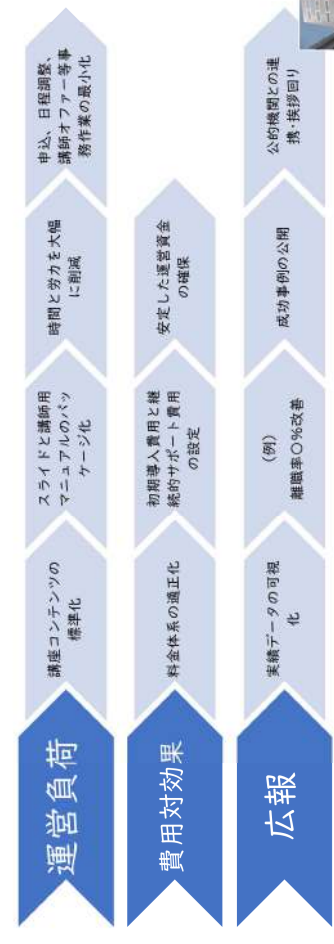 運営負荷
講座コンテンツの
標準化
スライドと講師用
マニュアルのパッ
ケージ化
時間と労力を大幅
に削減
申込、日程調整、
講師オファー等事
務作業の最小化
費用対効果
料金体系の適正化
初期導入費用と継
続的サポート費用
の設定
安定した運営資金
の確保
広報
実績データの可視
化
(例)
離職率〇%改善
成功事例の公開
公的機関との連
携・挨拶回り